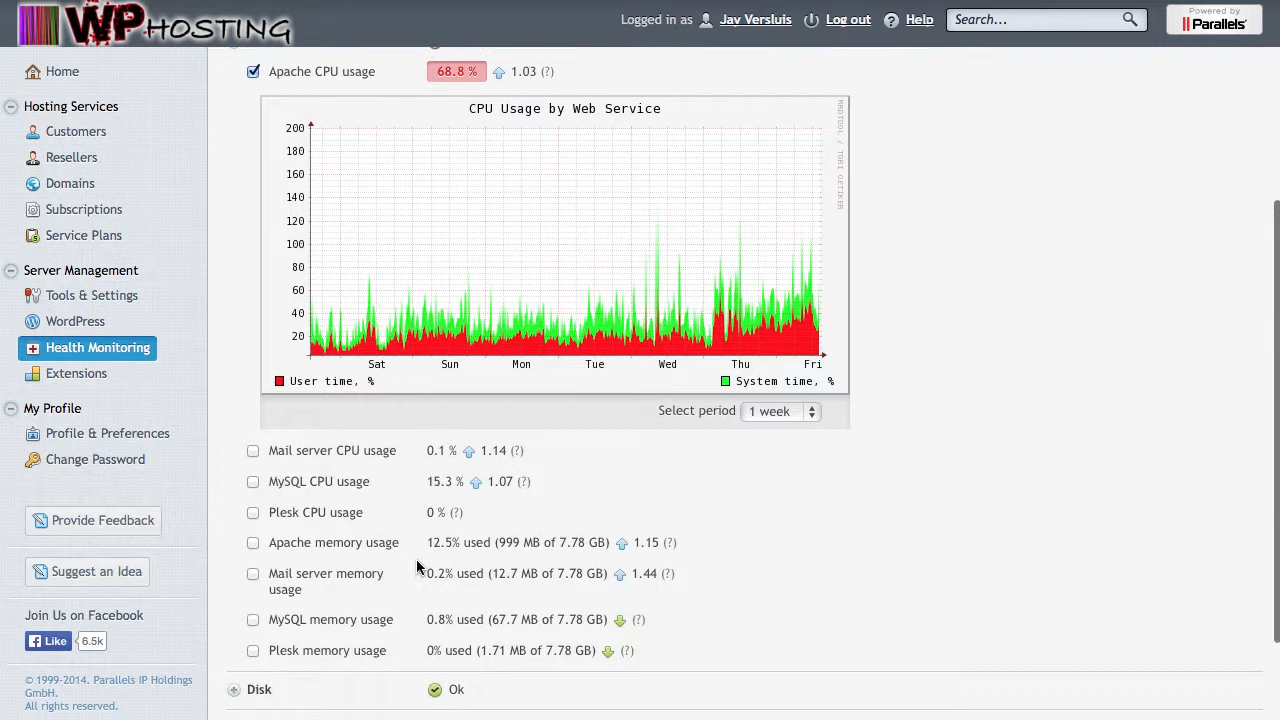 WPHOSTING
Logged in as Jav Versluis Log out Help Search...
Powered by
Parallels
Home
Hosting Services
Customers
Resellers
Domains
Subscriptions
Service Plans
Server Management
Tools & Settings
WordPress
Health Monitoring
Extensions
My Profile
Profile & Preferences
Change Password
Provide Feedback
Suggest an Idea
Join Us on Facebook
Like 6.5k
© 1999-2014. Parallels IP Holdings
GmbH.
All rights reserved.
Apache CPU usage 68.8 % 1.03 (?)
CPU Usage by Web Service
RRDTOOL / TOBI OETIKER
200
180
160
140
120
100
80
60
40
20
Sat Sun Mon Tue Wed Thu Fri
User time, % System time, %
Select period 1 week
Mail server CPU usage 0.1 % 1.14 (?)
MySQL CPU usage 15.3 % 1.07 (?)
Plesk CPU usage 0 % (?)
Apache memory usage 12.5% used (999 MB of 7.78 GB) 1.15 (?)
Mail server memory 0.2% used (12.7 MB of 7.78 GB) 1.44 (?)
usage
MySQL memory usage 0.8% used (67.7 MB of 7.78 GB) (?)
Plesk memory usage 0% used (1.71 MB of 7.78 GB) (?)
Disk Ok